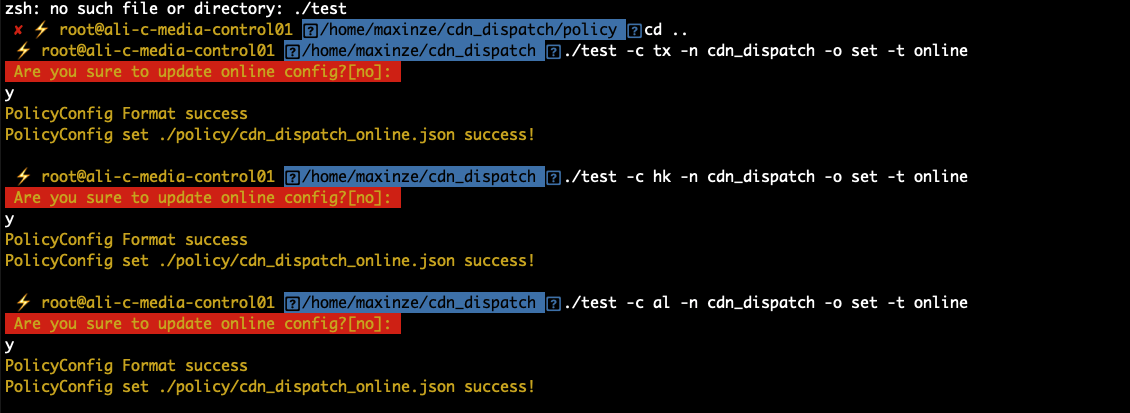 zsh: no such file or directory: ./test
✘ ⚡ root@ali-c-media-control01 /home/maxinze/cdn_dispatch/policy cd ..
⚡ root@ali-c-media-control01 /home/maxinze/cdn_dispatch ./test -c tx -n cdn_dispatch -o set -t online
Are you sure to update online config?[no]:
y
PolicyConfig Format success
PolicyConfig set ./policy/cdn_dispatch_online.json success!
⚡ root@ali-c-media-control01 /home/maxinze/cdn_dispatch ./test -c hk -n cdn_dispatch -o set -t online
Are you sure to update online config?[no]:
y
PolicyConfig Format success
PolicyConfig set ./policy/cdn_dispatch_online.json success!
⚡ root@ali-c-media-control01 /home/maxinze/cdn_dispatch ./test -c al -n cdn_dispatch -o set -t online
Are you sure to update online config?[no]:
y
PolicyConfig Format success
PolicyConfig set ./policy/cdn_dispatch_online.json success!